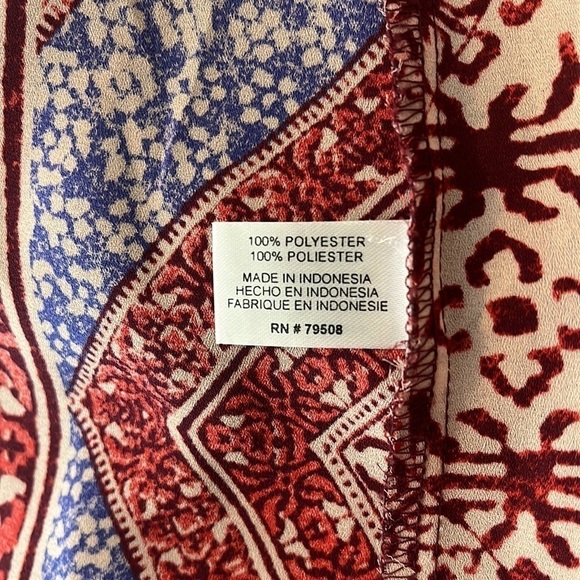 100% POLYESTER
100% POLIESTER
MADE IN INDONESIA
HECHO EN INDONESIA
FABRIQUE EN INDONESIE
RN # 79508